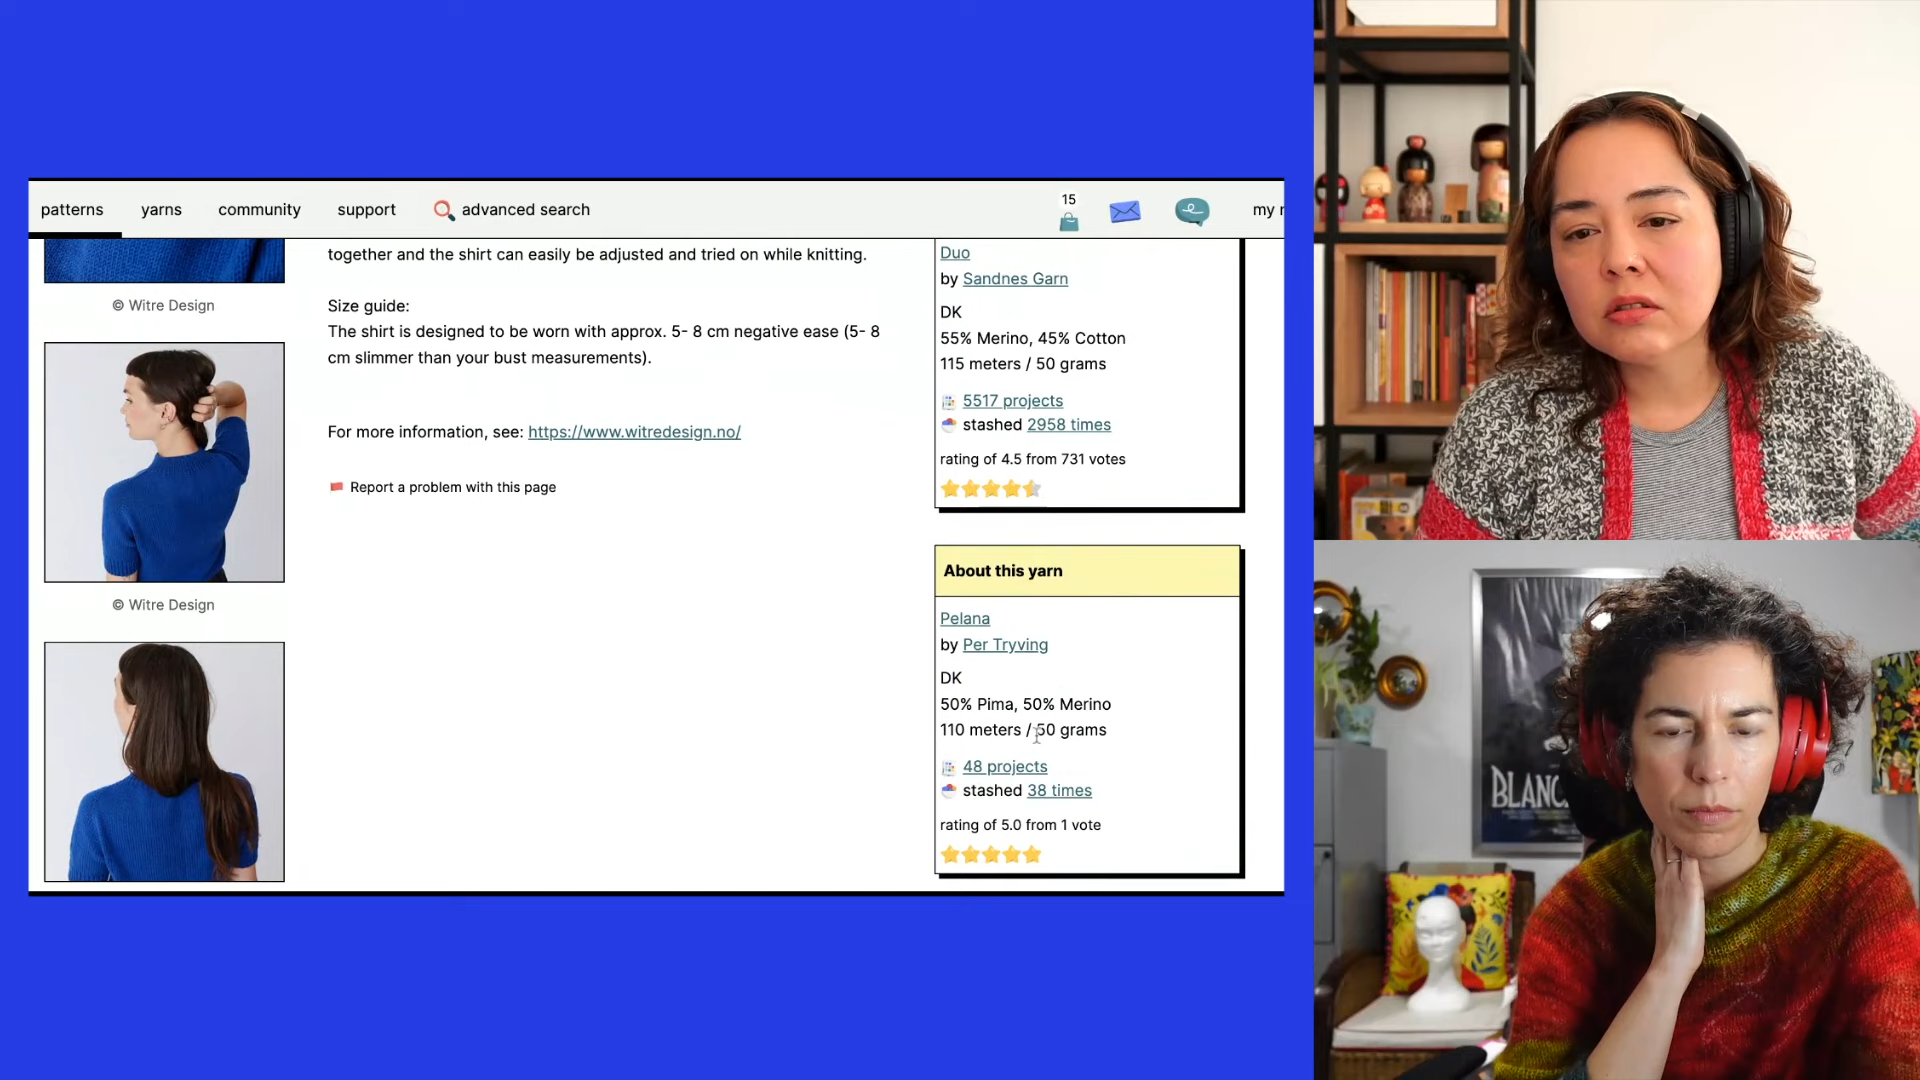 patterns yarns community support advanced search 15 my
together and the shirt can easily be adjusted and tried on while knitting.
© Witre Design
Size guide:
The shirt is designed to be worn with approx. 5- 8 cm negative ease (5- 8
cm slimmer than your bust measurements).
For more information, see: https://www.witredesign.no/
Report a problem with this page
© Witre Design
Duo
by Sandnes Garn
DK
55% Merino, 45% Cotton
115 meters / 50 grams
5517 projects
stashed 2958 times
rating of 4.5 from 731 votes
About this yarn
Pelana
by Per Tryving
DK
50% Pima, 50% Merino
110 meters / 50 grams
48 projects
stashed 38 times
rating of 5.0 from 1 vote
BLANC